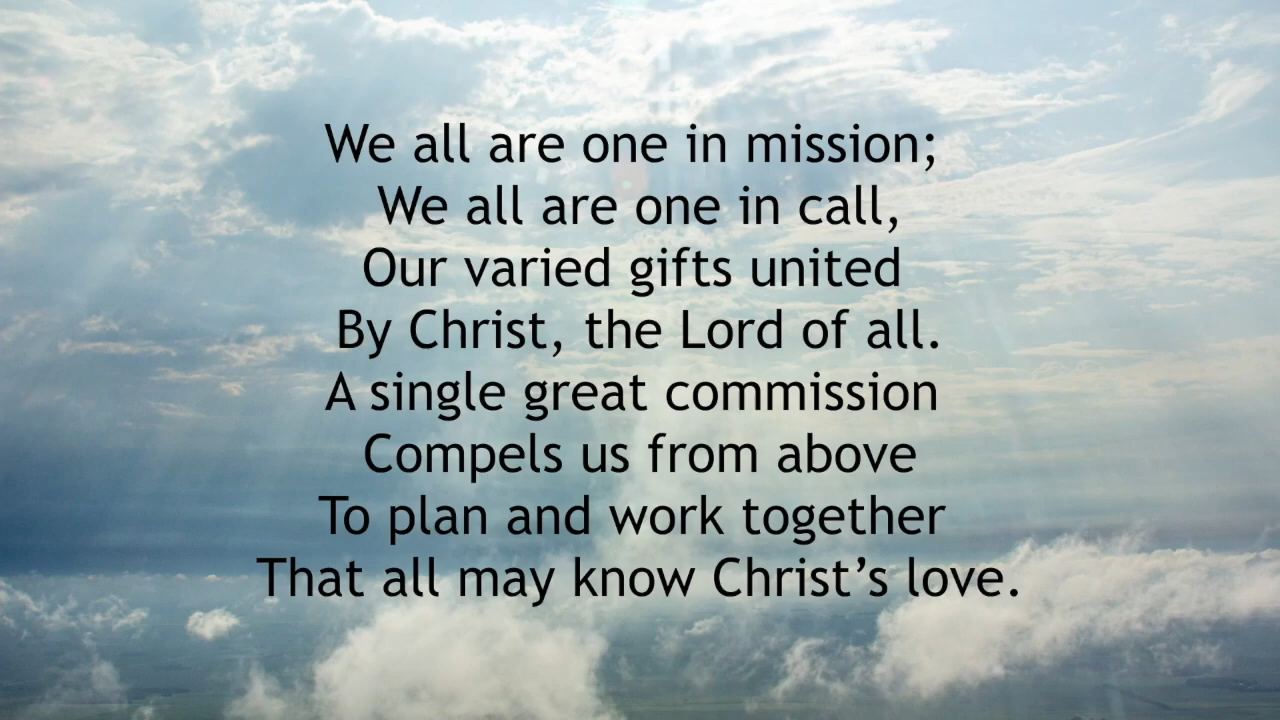 We all are one in mission;
We all are one in call,
Our varied gifts united
By Christ, the Lord of all.
A single great commission
Compels us from above
To plan and work together
That all may know Christ’s love.